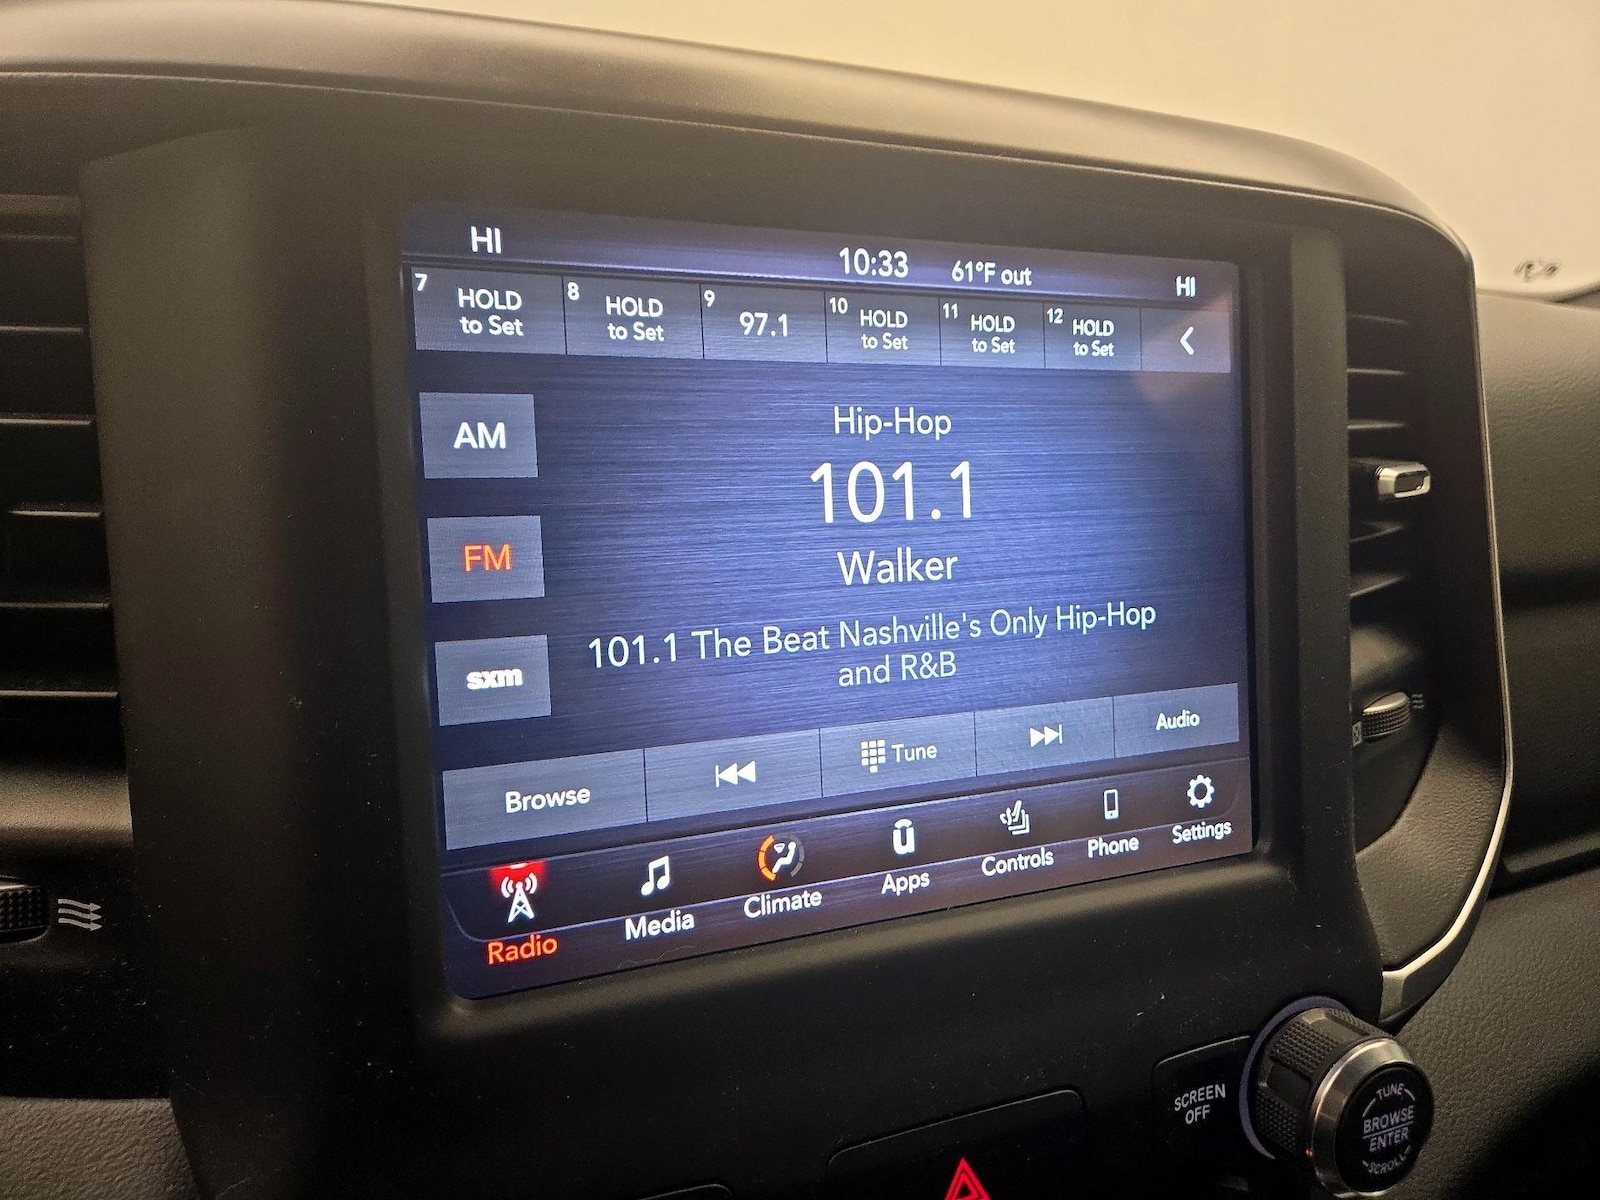 HI
10:33
61°F out
HI
7
HOLD
to Set
8
HOLD
to Set
9
97.1
10
HOLD
to Set
11
HOLD
to Set
12
HOLD
to Set
AM
FM
sxm
Hip-Hop
101.1
Walker
101.1 The Beat Nashville's Only Hip-Hop
and R&B
Browse
Tune
Audio
Radio
Media
Climate
Apps
Controls
Phone
Settings
SCREEN
OFF
TUNE
BROWSE
ENTER
SCROLL